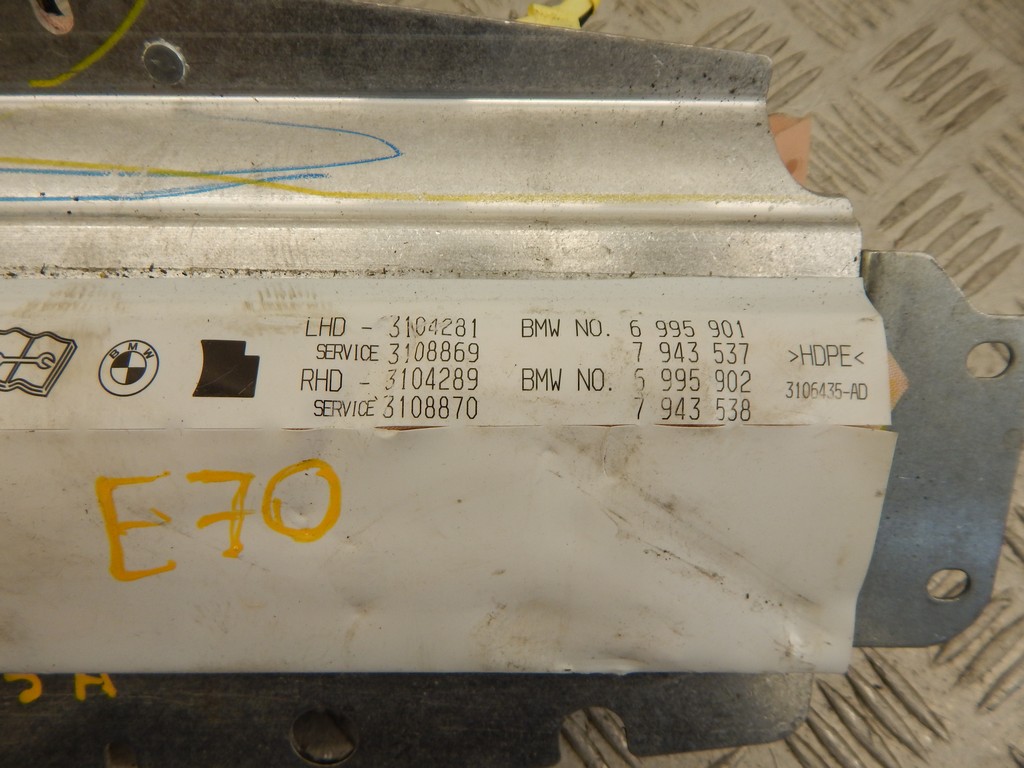 LHD - 3104281 BMW NO. 6 995 901
SERVICE 3108869 7 943 537
RHD - 3104289 BMW NO. 6 995 902
SERVICE 3108870 7 943 538
>HDPE<
3106435-AD
BMW
E70